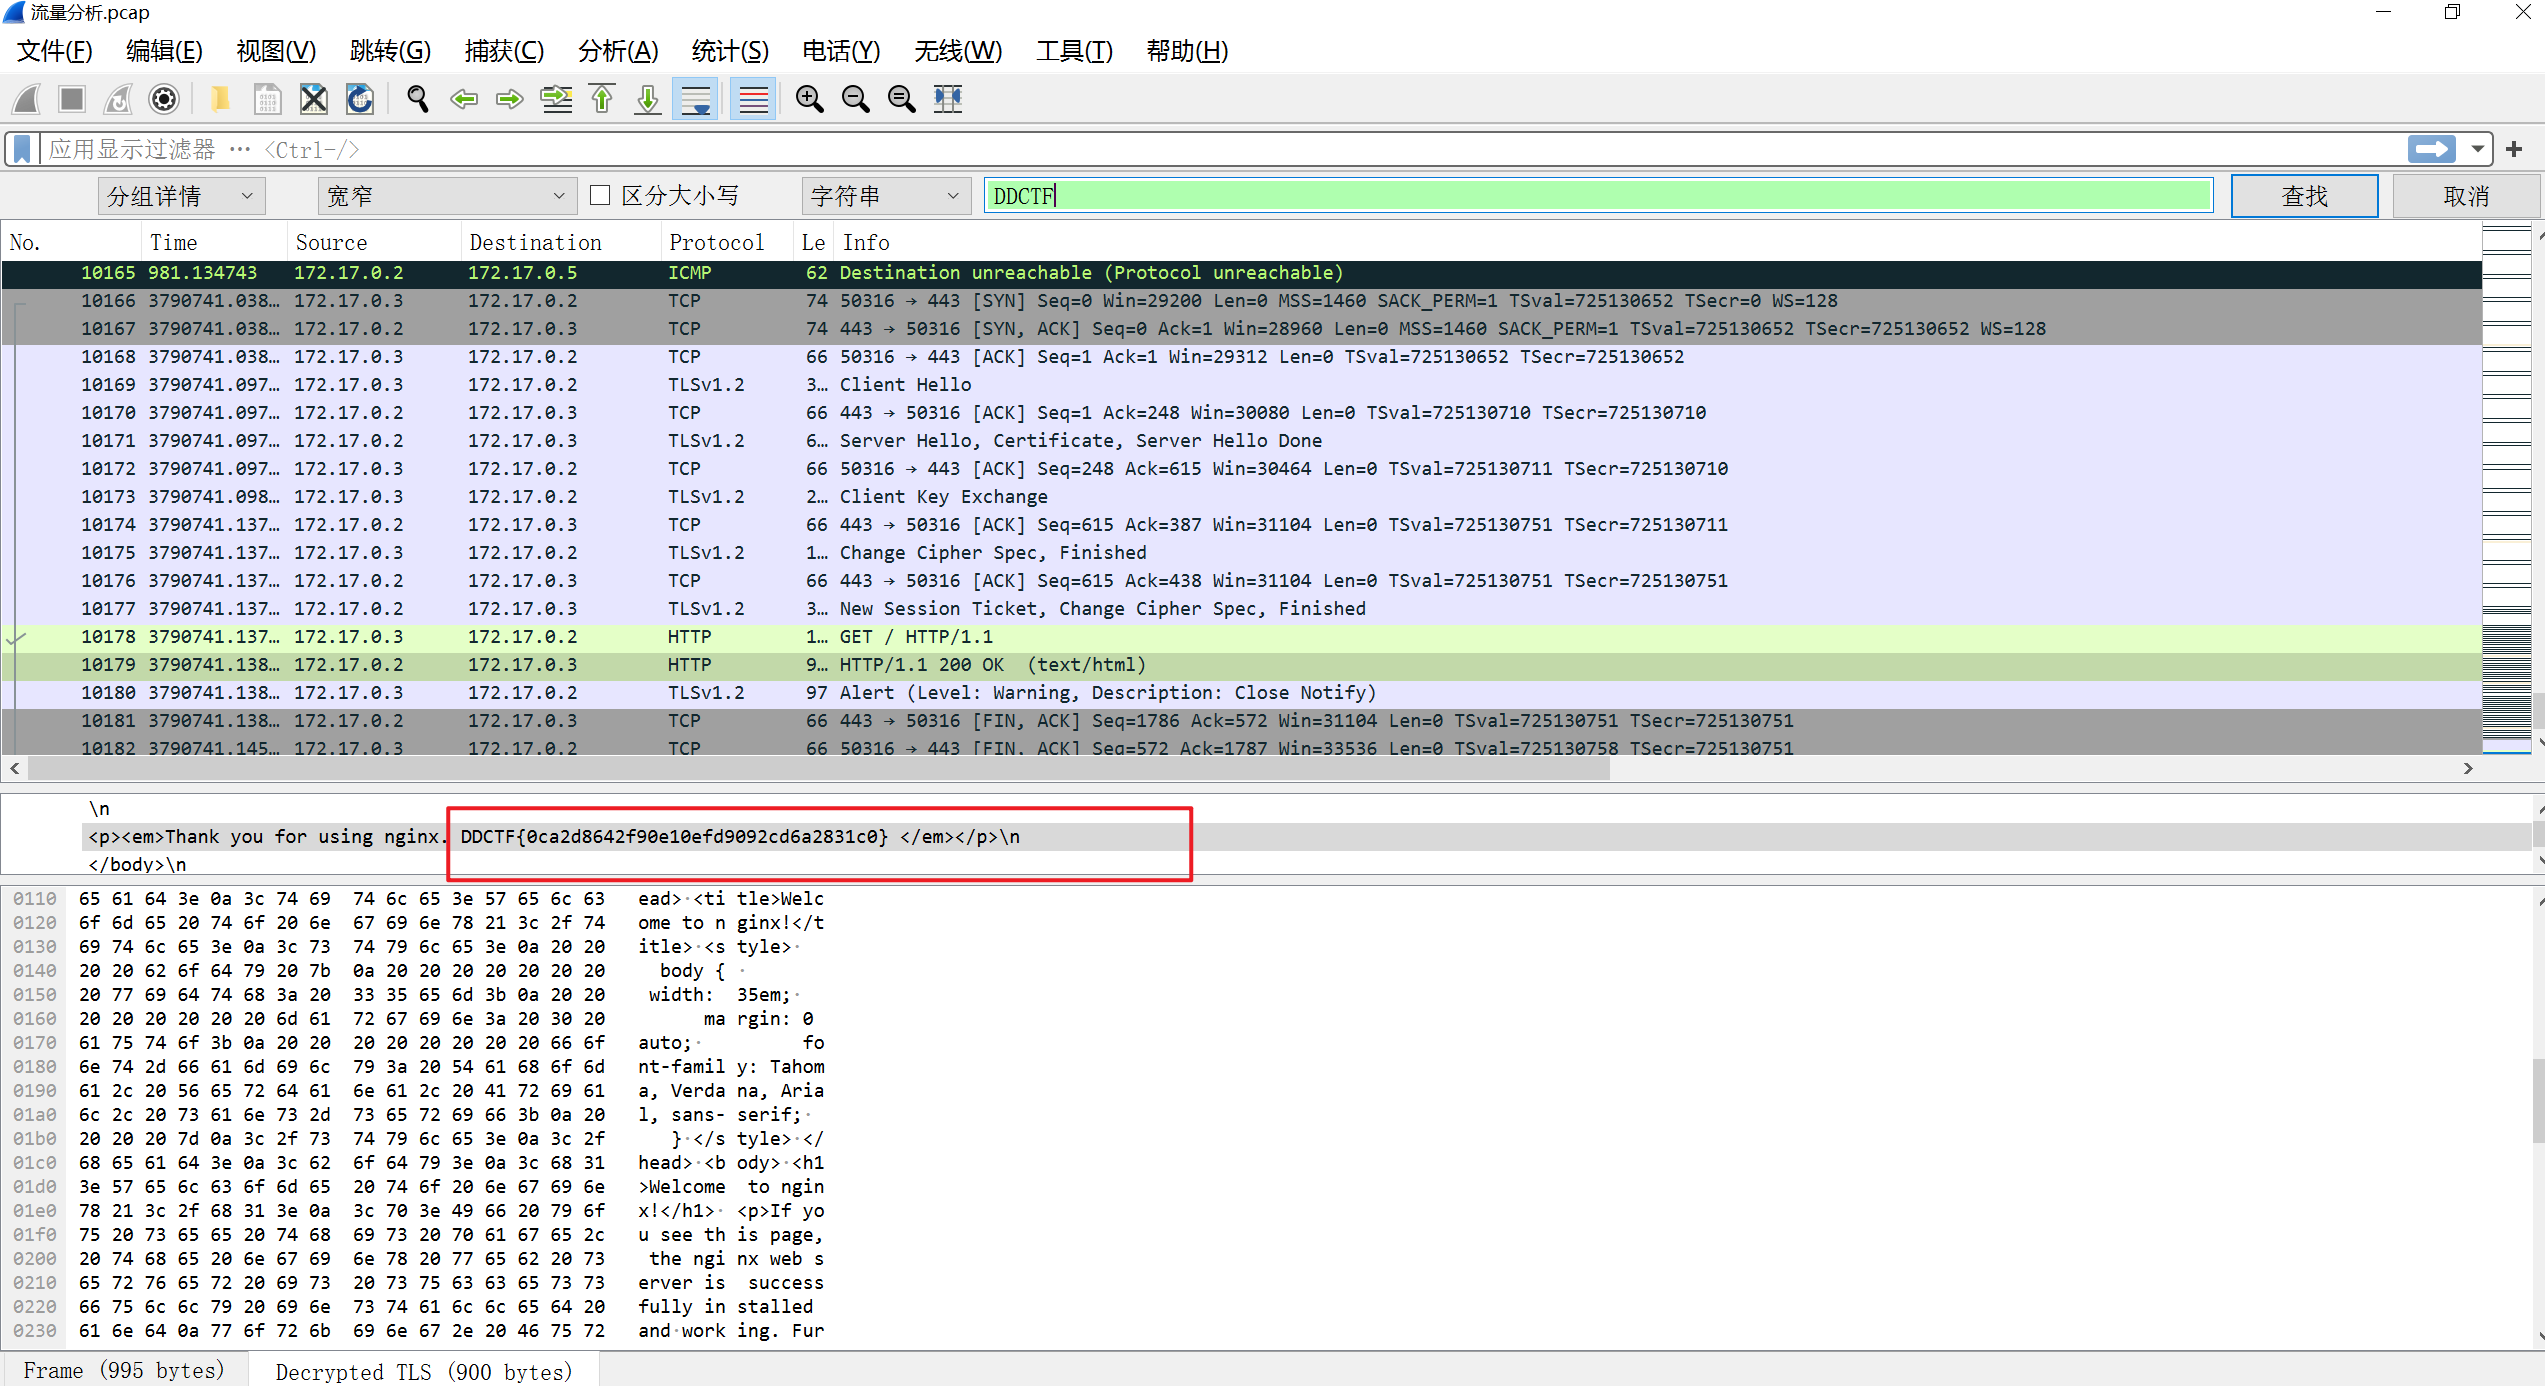 流量分析.pcap
文件(F) 编辑(E) 视图(V) 跳转(G) 捕获(C) 分析(A) 统计(S) 电话(Y) 无线(W) 工具(T) 帮助(H)
应用显示过滤器 … <Ctrl-/>
分组详情 宽窄 区分大小写 字符串 DDCTF 查找 取消
No. Time Source Destination Protocol Le Info
10165 981.134743 172.17.0.2 172.17.0.5 ICMP 62 Destination unreachable (Protocol unreachable)
10166 3790741.038… 172.17.0.3 172.17.0.2 TCP 74 50316 → 443 [SYN] Seq=0 Win=29200 Len=0 MSS=1460 SACK_PERM=1 TSval=725130652 TSecr=0 WS=128
10167 3790741.038… 172.17.0.2 172.17.0.3 TCP 74 443 → 50316 [SYN, ACK] Seq=0 Ack=1 Win=28960 Len=0 MSS=1460 SACK_PERM=1 TSval=725130652 TSecr=725130652 WS=128
10168 3790741.038… 172.17.0.3 172.17.0.2 TCP 66 50316 → 443 [ACK] Seq=1 Ack=1 Win=29312 Len=0 TSval=725130652 TSecr=725130652
10169 3790741.097… 172.17.0.3 172.17.0.2 TLSv1.2 3… Client Hello
10170 3790741.097… 172.17.0.2 172.17.0.3 TCP 66 443 → 50316 [ACK] Seq=1 Ack=248 Win=30080 Len=0 TSval=725130710 TSecr=725130710
10171 3790741.097… 172.17.0.2 172.17.0.3 TLSv1.2 6… Server Hello, Certificate, Server Hello Done
10172 3790741.097… 172.17.0.3 172.17.0.2 TCP 66 50316 → 443 [ACK] Seq=248 Ack=615 Win=30464 Len=0 TSval=725130711 TSecr=725130710
10173 3790741.098… 172.17.0.3 172.17.0.2 TLSv1.2 2… Client Key Exchange
10174 3790741.137… 172.17.0.2 172.17.0.3 TCP 66 443 → 50316 [ACK] Seq=615 Ack=387 Win=31104 Len=0 TSval=725130751 TSecr=725130711
10175 3790741.137… 172.17.0.3 172.17.0.2 TLSv1.2 1… Change Cipher Spec, Finished
10176 3790741.137… 172.17.0.2 172.17.0.3 TCP 66 443 → 50316 [ACK] Seq=615 Ack=438 Win=31104 Len=0 TSval=725130751 TSecr=725130751
10177 3790741.137… 172.17.0.2 172.17.0.3 TLSv1.2 3… New Session Ticket, Change Cipher Spec, Finished
10178 3790741.137… 172.17.0.3 172.17.0.2 HTTP 1… GET / HTTP/1.1
10179 3790741.138… 172.17.0.2 172.17.0.3 HTTP 9… HTTP/1.1 200 OK  (text/html)
10180 3790741.138… 172.17.0.3 172.17.0.2 TLSv1.2 97 Alert (Level: Warning, Description: Close Notify)
10181 3790741.138… 172.17.0.2 172.17.0.3 TCP 66 443 → 50316 [FIN, ACK] Seq=1786 Ack=572 Win=31104 Len=0 TSval=725130751 TSecr=725130751
10182 3790741.145… 172.17.0.3 172.17.0.2 TCP 66 50316 → 443 [FIN, ACK] Seq=572 Ack=1787 Win=33536 Len=0 TSval=725130758 TSecr=725130751
\n
<p><em>Thank you for using nginx. DDCTF{0ca2d8642f90e10efd9092cd6a2831c0} </em></p>\n
</body>\n
0110 65 61 64 3e 0a 3c 74 69 74 6c 65 3e 57 65 6c 63 ead>·<ti tle>Welc
0120 6f 6d 65 20 74 6f 20 6e 67 69 6e 78 21 3c 2f 74 ome to n ginx!</t
0130 69 74 6c 65 3e 0a 3c 73 74 79 6c 65 3e 0a 20 20 itle>·<s tyle>·
0140 20 20 62 6f 64 79 20 7b 0a 20 20 20 20 20 20 20 body { ·
0150 20 77 69 64 74 68 3a 20 33 35 65 6d 3b 0a 20 20 width: 35em;·
0160 20 20 20 20 20 20 6d 61 72 67 69 6e 3a 20 30 20 ma rgin: 0
0170 61 75 74 6f 3b 0a 20 20 20 20 20 20 20 20 66 6f auto;· fo
0180 6e 74 2d 66 61 6d 69 6c 79 3a 20 54 61 68 6f 6d nt-famil y: Tahom
0190 61 2c 20 56 65 72 64 61 6e 61 2c 20 41 72 69 61 a, Verda na, Aria
01a0 6c 2c 20 73 61 6e 73 2d 73 65 72 69 66 3b 0a 20 l, sans- serif;·
01b0 20 20 20 7d 0a 3c 2f 73 74 79 6c 65 3e 0a 3c 2f }·</s tyle>·</
01c0 68 65 61 64 3e 0a 3c 62 6f 64 79 3e 0a 3c 68 31 head>·<b ody>·<h1
01d0 3e 57 65 6c 63 6f 6d 65 20 74 6f 20 6e 67 69 6e >Welcome to ngin
01e0 78 21 3c 2f 68 31 3e 0a 3c 70 3e 49 66 20 79 6f x!</h1>· <p>If yo
01f0 75 20 73 65 65 20 74 68 69 73 20 70 61 67 65 2c u see th is page,
0200 20 74 68 65 20 6e 67 69 6e 78 20 77 65 62 20 73 the ngi nx web s
0210 65 72 76 65 72 20 69 73 20 73 75 63 63 65 73 73 erver is success
0220 66 75 6c 6c 79 20 69 6e 73 74 61 6c 6c 65 64 20 fully in stalled
0230 61 6e 64 0a 77 6f 72 6b 69 6e 67 2e 20 46 75 72 and·work ing. Fur
Frame (995 bytes) Decrypted TLS (900 bytes)